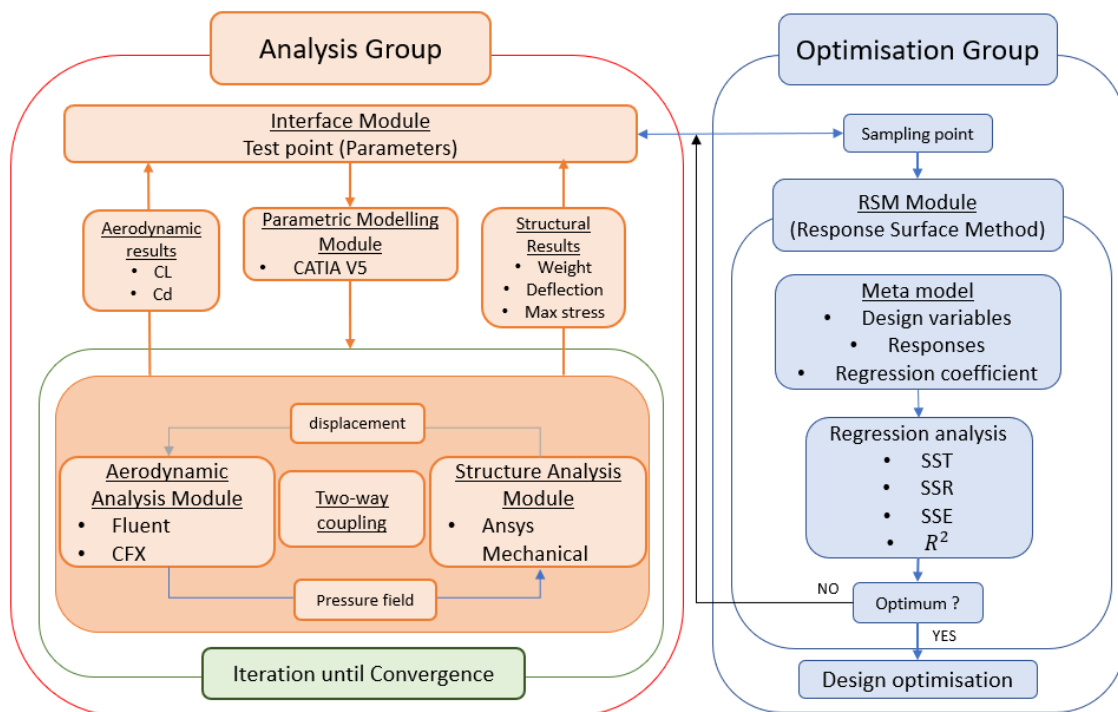 Analysis Group
Interface Module
Test point (Parameters)
Aerodynamic
results
• CL
• Cd
Parametric Modelling
Module
• CATIA V5
Structural
Results
• Weight
• Deflection
• Max stress
displacement
Aerodynamic
Analysis Module
• Fluent
• CFX
Two-way
coupling
Structure Analysis
Module
• Ansys
Mechanical
Pressure field
Iteration until Convergence
Optimisation Group
Sampling point
RSM Module
(Response Surface Method)
Meta model
• Design variables
• Responses
• Regression coefficient
Regression analysis
• SST
• SSR
• SSE
• R²
NO
Optimum ?
YES
Design optimisation